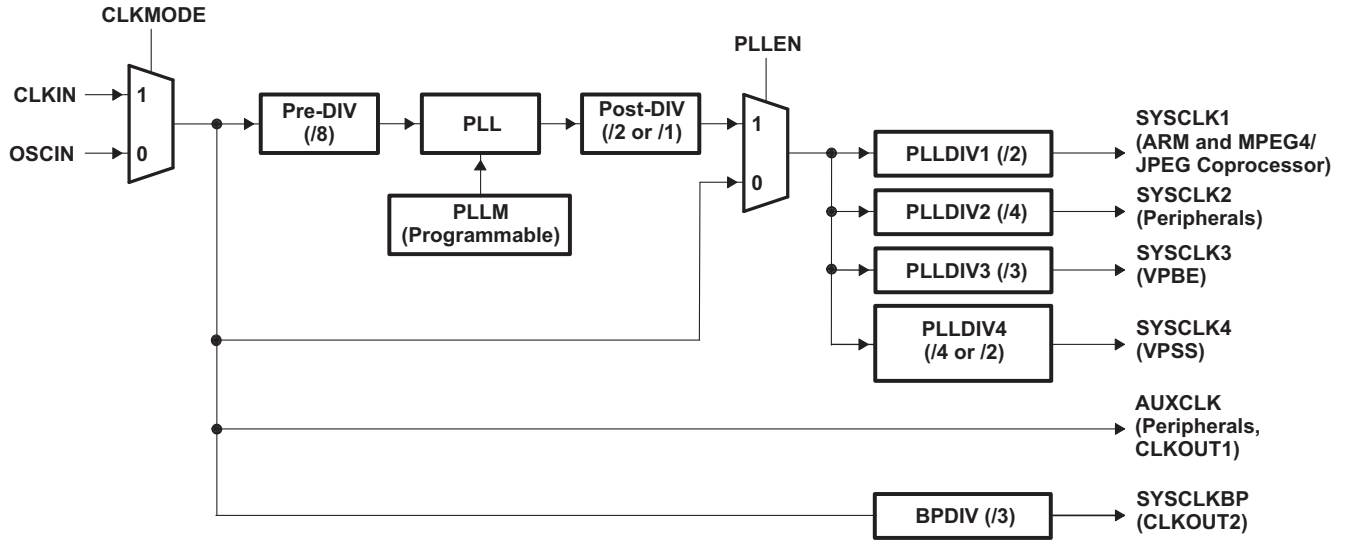 CLKMODE
CLKIN
OSCIN
1
0
Pre-DIV
(/8)
PLL
PLLM
(Programmable)
Post-DIV
(/2 or /1)
PLLEN
1
0
PLLDIV1 (/2)
SYSCLK1
(ARM and MPEG4/
JPEG Coprocessor)
PLLDIV2 (/4)
SYSCLK2
(Peripherals)
PLLDIV3 (/3)
SYSCLK3
(VPBE)
PLLDIV4
(/4 or /2)
SYSCLK4
(VPSS)
AUXCLK
(Peripherals,
CLKOUT1)
BPDIV (/3)
SYSCLKBP
(CLKOUT2)